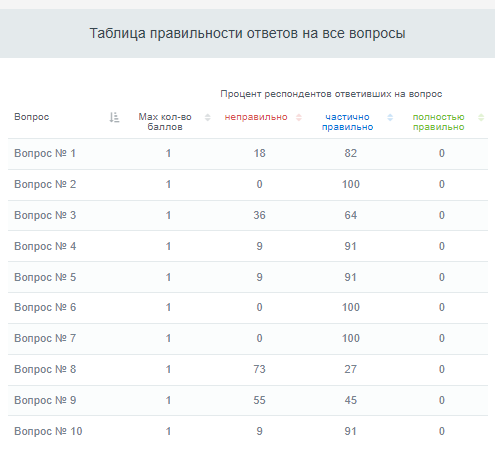 Таблица правильности ответов на все вопросы
Процент респондентов ответивших на вопрос
Вопрос Мах кол-во баллов неправильно частично правильно полностью правильно
Вопрос № 1 1 18 82 0
Вопрос № 2 1 0 100 0
Вопрос № 3 1 36 64 0
Вопрос № 4 1 9 91 0
Вопрос № 5 1 9 91 0
Вопрос № 6 1 0 100 0
Вопрос № 7 1 0 100 0
Вопрос № 8 1 73 27 0
Вопрос № 9 1 55 45 0
Вопрос № 10 1 9 91 0